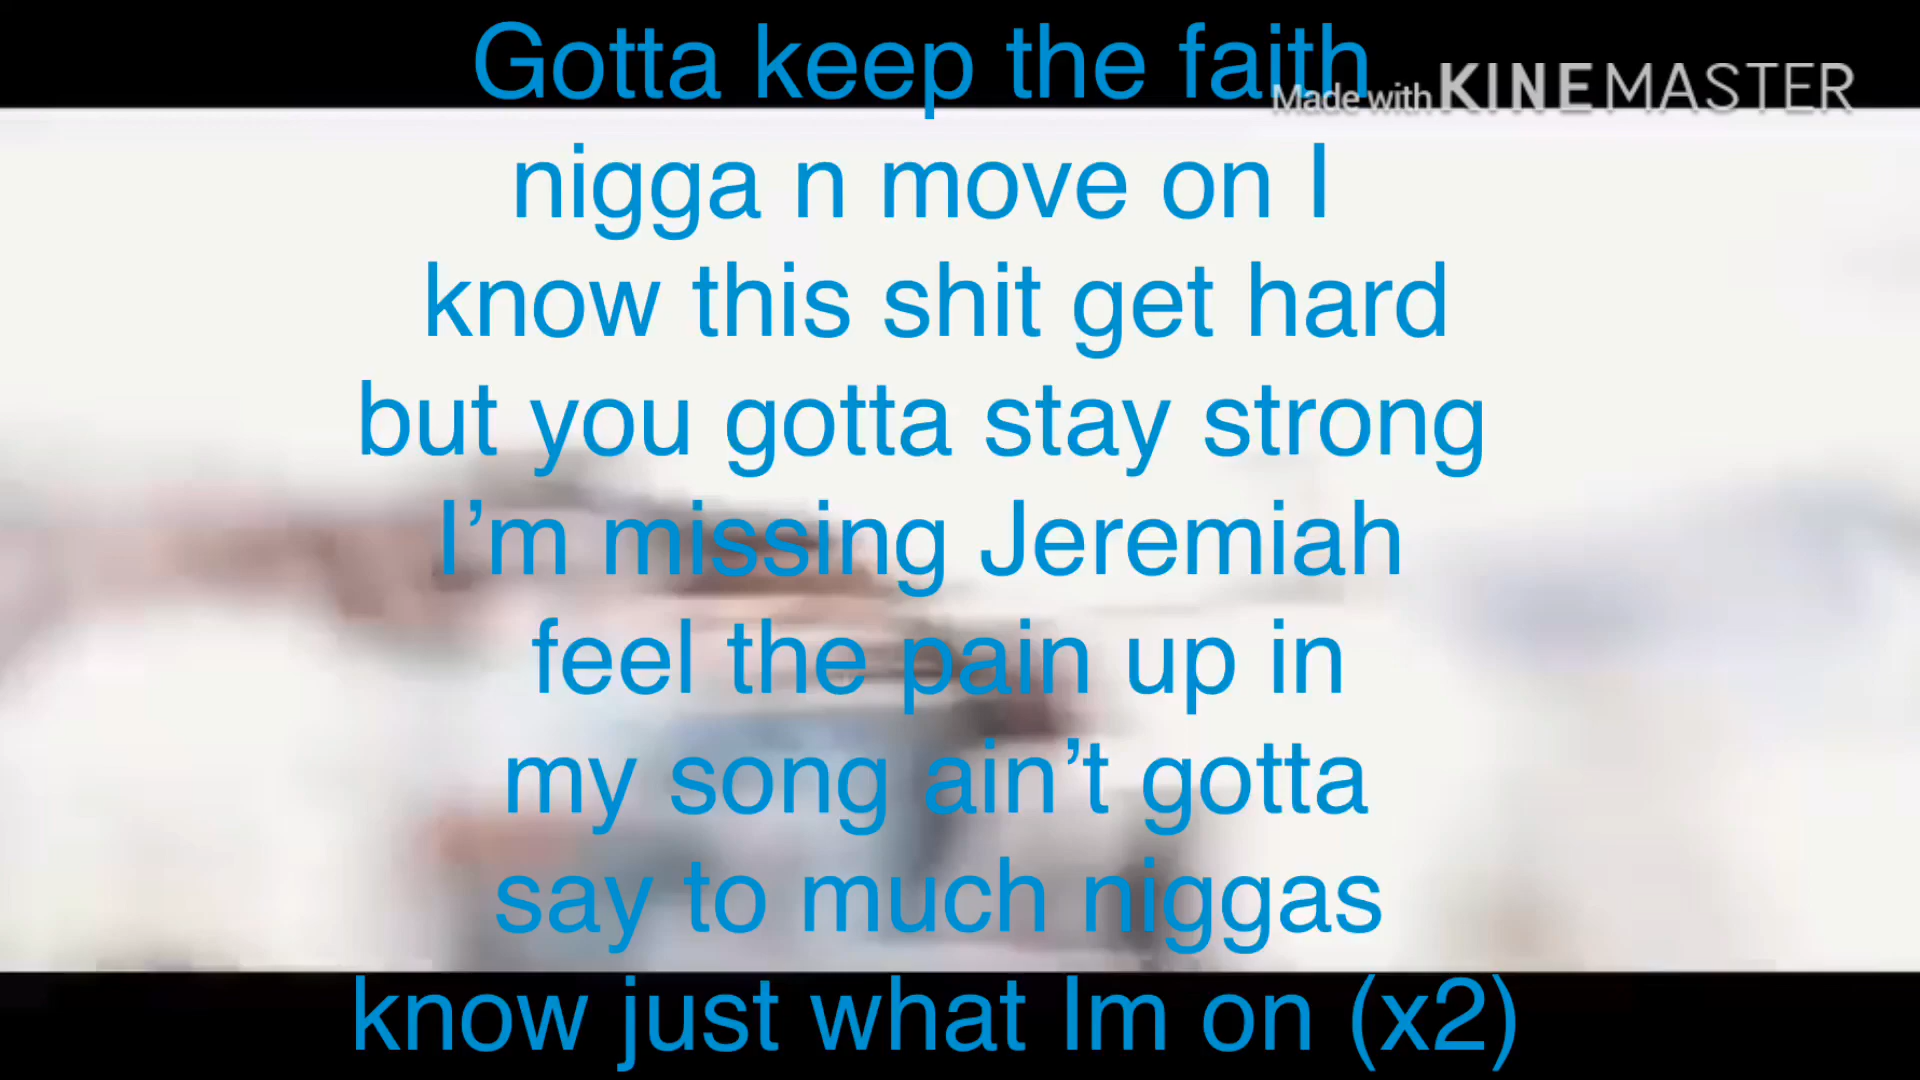 Gotta keep the faith
Made with KINEMASTER
nigga n move on I
know this shit get hard
but you gotta stay strong
I’m missing Jeremiah
feel the pain up in
my song ain’t gotta
say to much niggas
know just what Im on (x2)